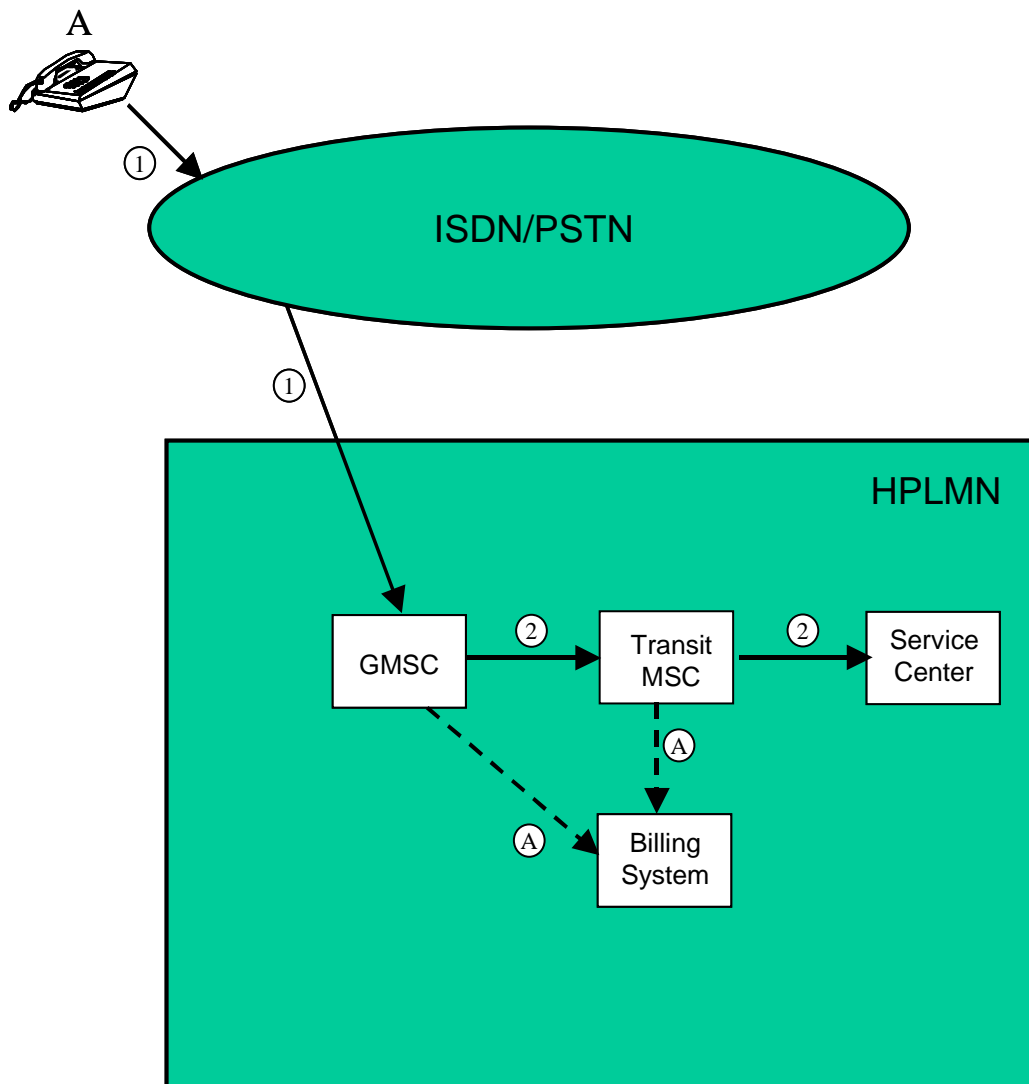 A
1
ISDN/PSTN
1
HPLMN
GMSC
2
Transit
MSC
2
Service
Center
A
A
Billing
System